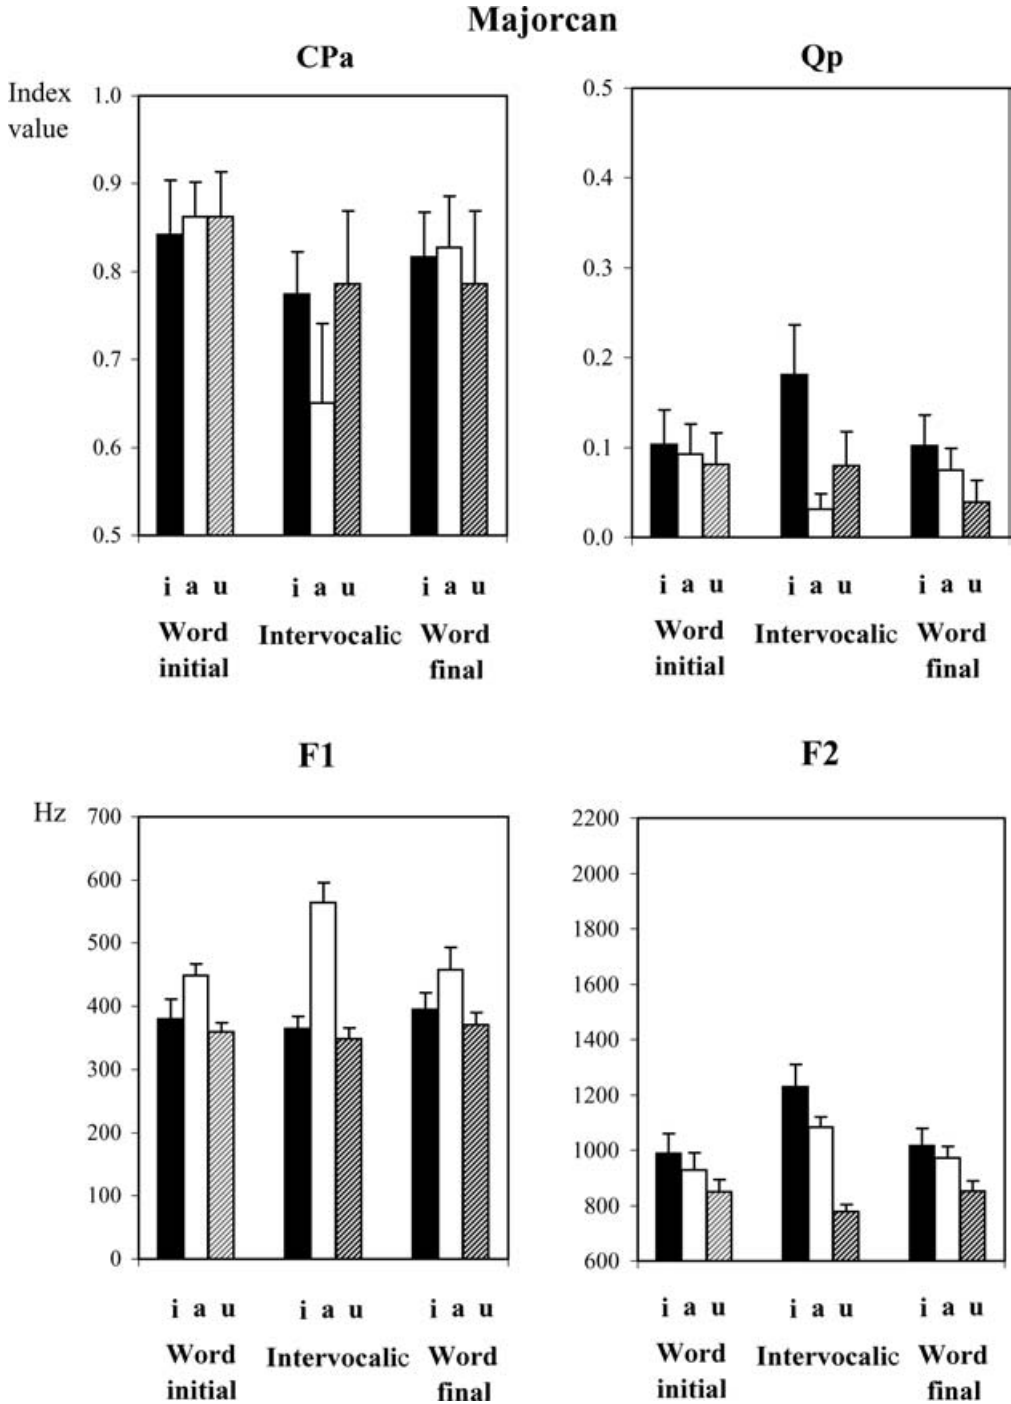 Majorcan
CPa
Index
value
1.0
0.9
0.8
0.7
0.6
0.5
i a u
i a u
i a u
Word
initial
Intervocalic
Word
final
Qp
0.5
0.4
0.3
0.2
0.1
0.0
i a u
i a u
i a u
Word
initial
Intervocalic
Word
final
F1
Hz
700
600
500
400
300
200
100
0
i a u
i a u
i a u
Word
initial
Intervocalic
Word
final
F2
2200
2000
1800
1600
1400
1200
1000
800
600
i a u
i a u
i a u
Word
initial
Intervocalic
Word
final